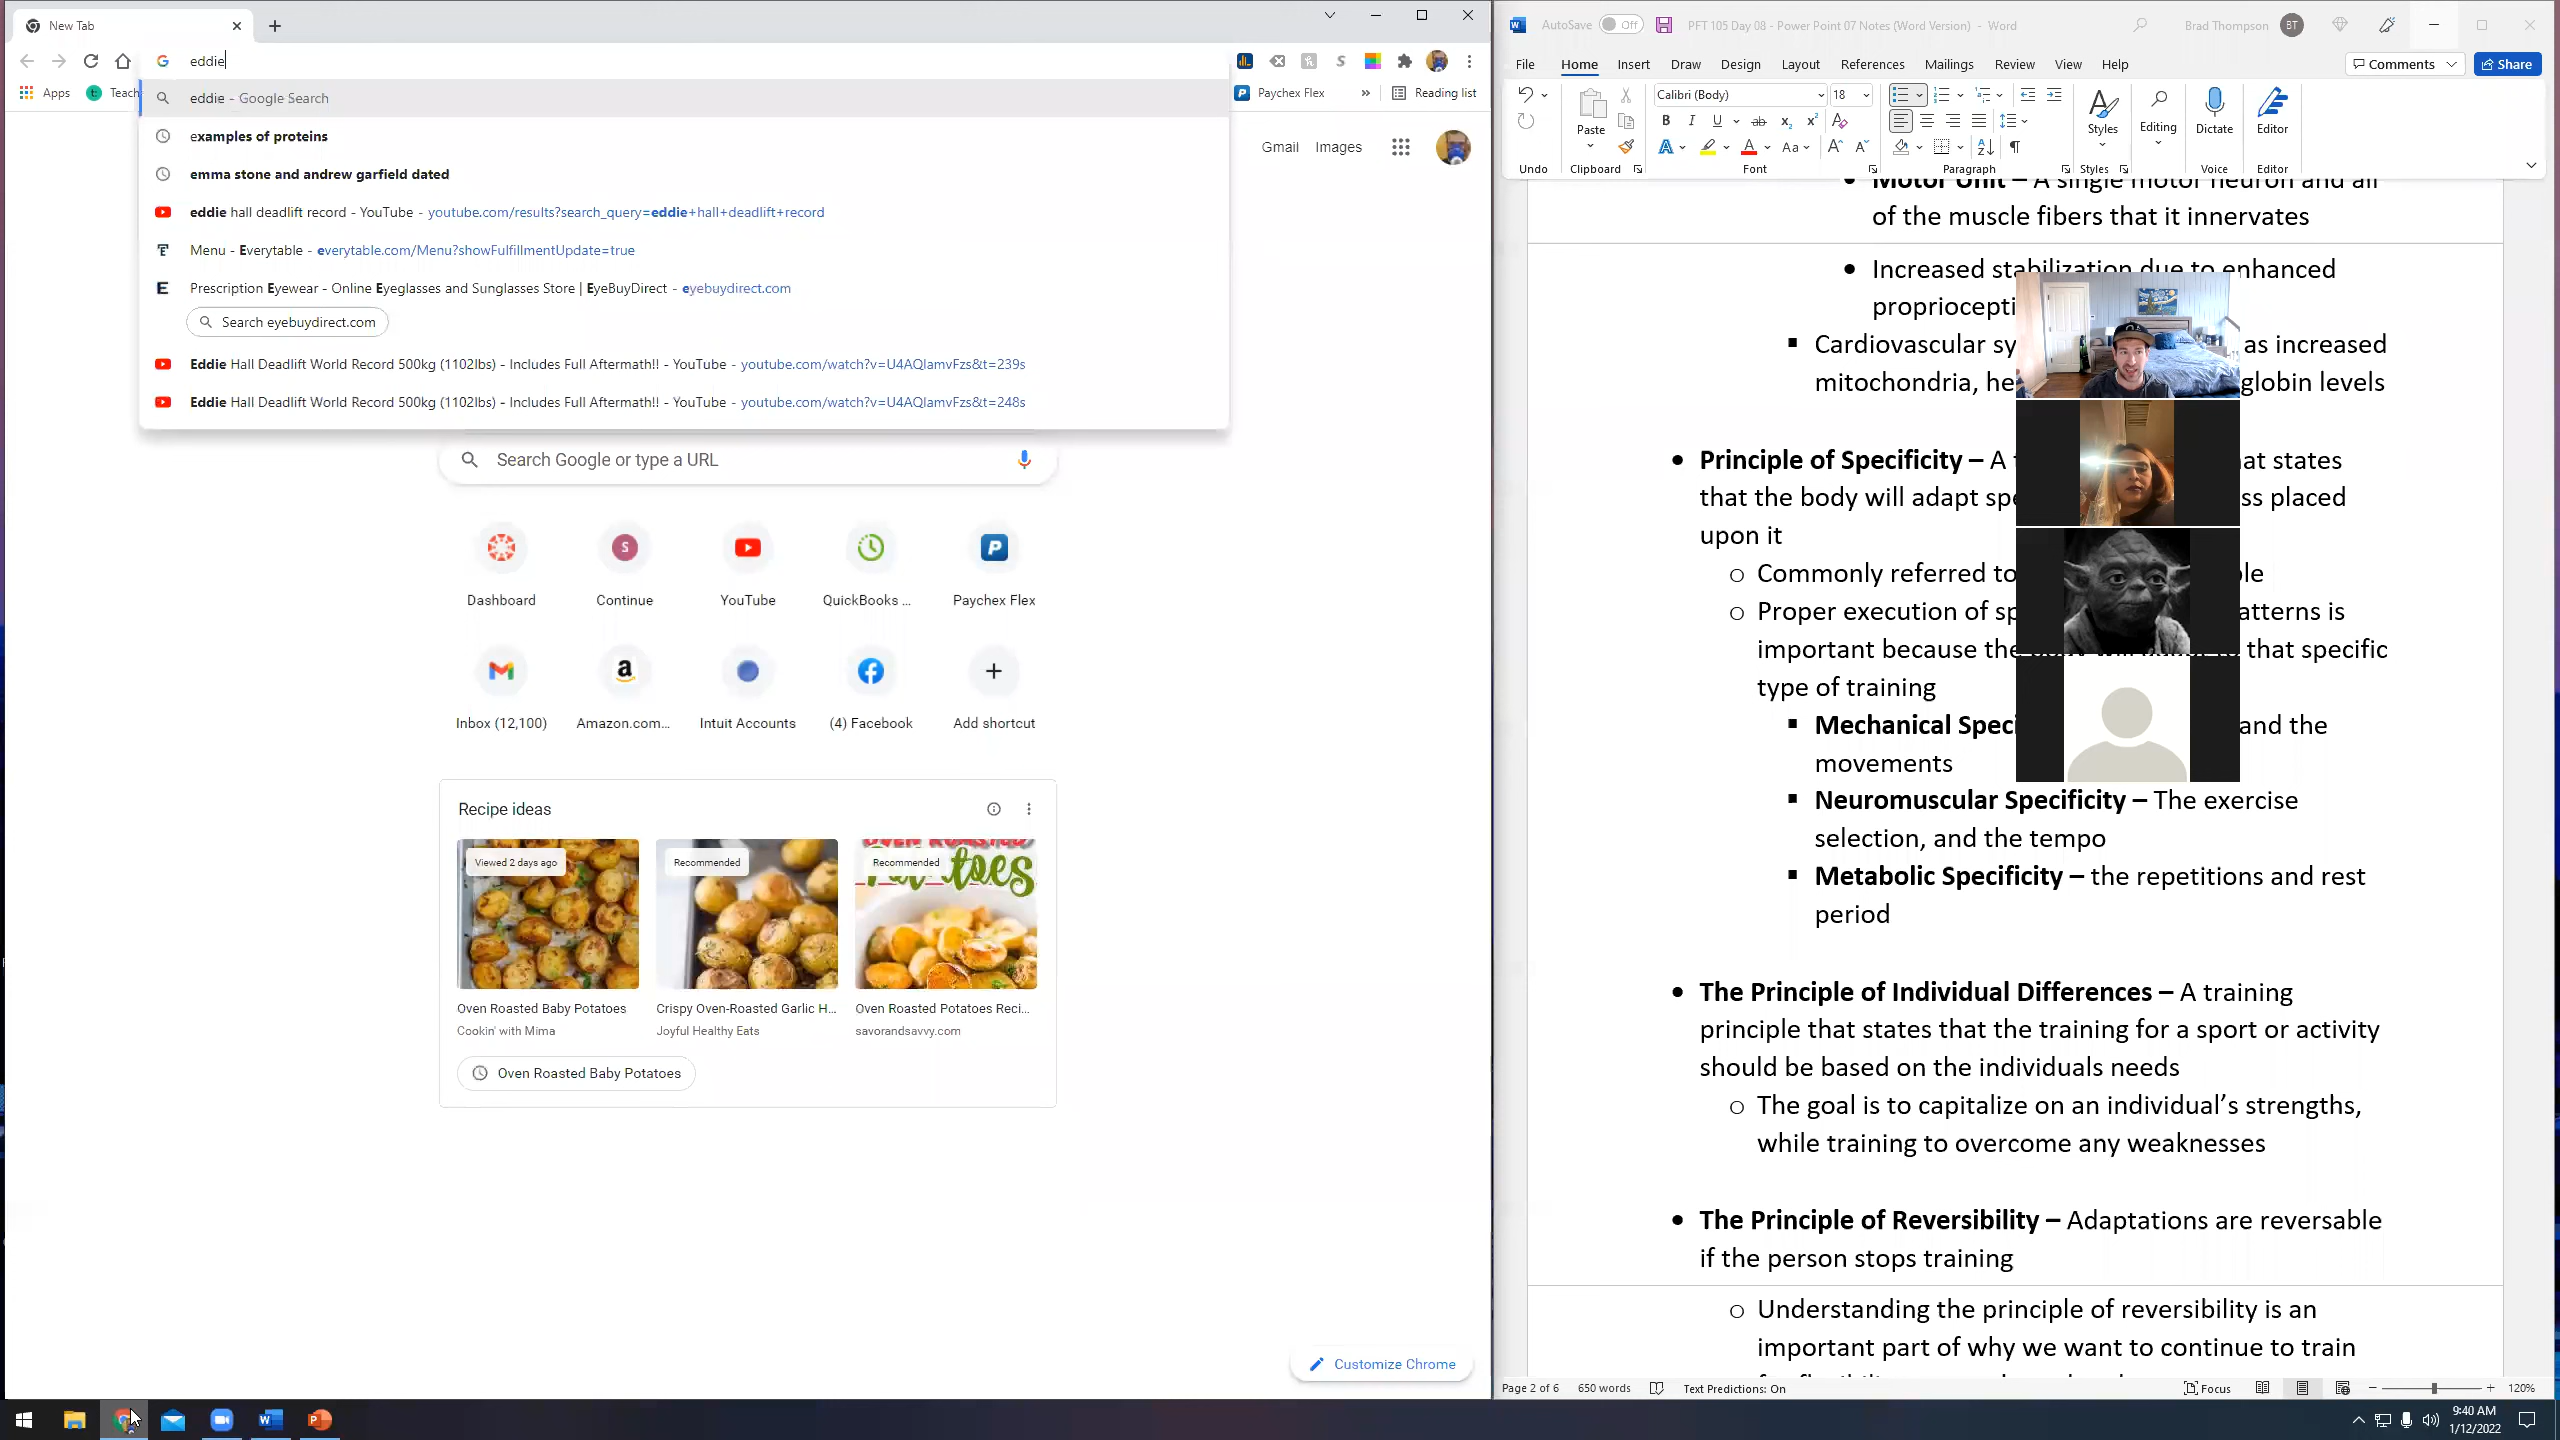 New Tab
eddie
Apps
Teach
Paychex Flex
»
Reading list
eddie - Google Search
examples of proteins
emma stone and andrew garfield dated
eddie hall deadlift record - YouTube - youtube.com/results?search_query=eddie+hall+deadlift+record
Menu - Everytable - everytable.com/Menu?showFulfillmentUpdate=true
Prescription Eyewear - Online Eyeglasses and Sunglasses Store | EyeBuyDirect - eyebuydirect.com
Search eyebuydirect.com
Eddie Hall Deadlift World Record 500kg (1102lbs) - Includes Full Aftermath!! - YouTube - youtube.com/watch?v=U4AQlamvFzs&t=239s
Eddie Hall Deadlift World Record 500kg (1102lbs) - Includes Full Aftermath!! - YouTube - youtube.com/watch?v=U4AQlamvFzs&t=248s
Gmail Images
Search Google or type a URL
Dashboard
Continue
YouTube
QuickBooks ...
Paychex Flex
Inbox (12,100)
Amazon.com...
Intuit Accounts
(4) Facebook
Add shortcut
Recipe ideas
Viewed 2 days ago
Recommended
Recommended
Oven Roasted Baby Potatoes
Cookin' with Mima
Crispy Oven-Roasted Garlic H...
Joyful Healthy Eats
Oven Roasted Potatoes Reci...
savorandsavvy.com
Oven Roasted Baby Potatoes
Customize Chrome
AutoSave Off
PFT 105 Day 08 - Power Point 07 Notes (Word Version) - Word
Brad Thompson BT
File Home Insert Draw Design Layout References Mailings Review View Help
Comments
Share
Paste
Calibri (Body) 18
Styles
Editing
Dictate
Editor
Undo Clipboard Font Paragraph Styles Voice Editor
• Motor Unit – A single motor neuron and all
of the muscle fibers that it innervates
• Increased stabilization due to enhanced
Cardiovascular as increased
mitochondria, levels
• Principle of Specificity – A states
that the body will adapt placed
upon it
o Commonly referred to
o Proper execution of is
important because that specific
type of training
▪ Mechanical and the
movements
▪ Neuromuscular Specificity – The exercise
selection, and the tempo
▪ Metabolic Specificity – the repetitions and rest
period
• The Principle of Individual Differences – A training
principle that states that the training for a sport or activity
should be based on the individuals needs
o The goal is to capitalize on an individual’s strengths,
while training to overcome any weaknesses
• The Principle of Reversibility – Adaptations are reversable
if the person stops training
o Understanding the principle of reversibility is an
important part of why we want to continue to train
Page 2 of 6 650 words Text Predictions: On
Focus
120%
9:40 AM
1/12/2022